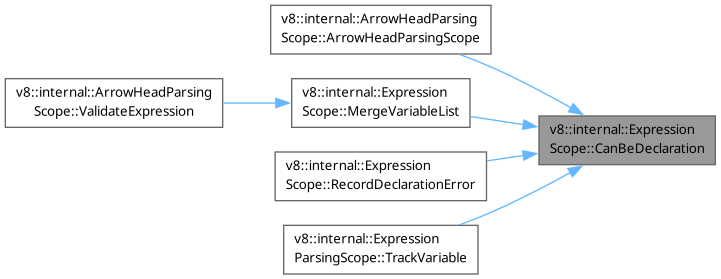 v8::internal::ArrowHeadParsing
Scope::ArrowHeadParsingScope
v8::internal::ArrowHeadParsing
Scope::ValidateExpression
v8::internal::Expression
Scope::MergeVariableList
v8::internal::Expression
Scope::CanBeDeclaration
v8::internal::Expression
Scope::RecordDeclarationError
v8::internal::Expression
ParsingScope::TrackVariable